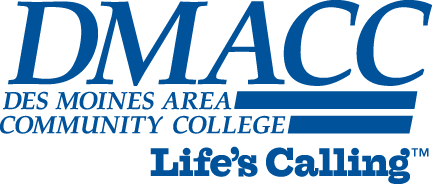 DMACC
DES MOINES AREA
COMMUNITY COLLEGE
Life's Calling™